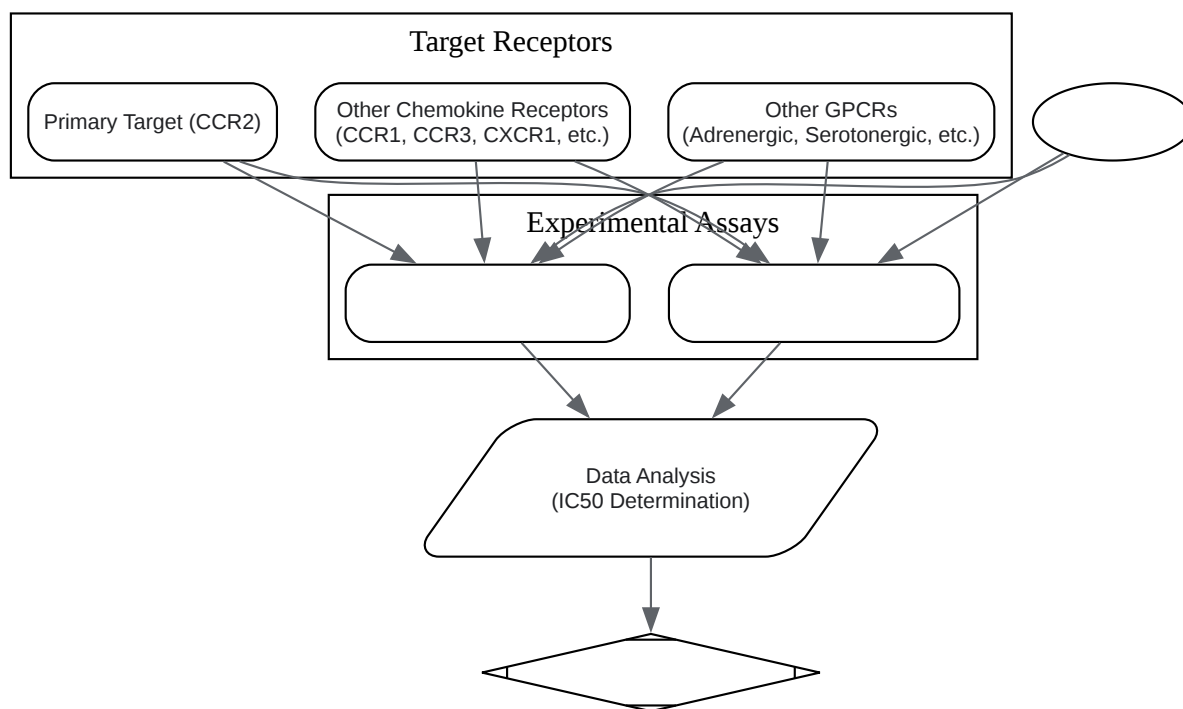 Target Receptors
Primary Target (CCR2)
Other Chemokine Receptors
(CCR1, CCR3, CXCR1, etc.)
Other GPCRs
(Adrenergic, Serotonergic, etc.)
Experimental Assays
Data Analysis
(IC50 Determination)